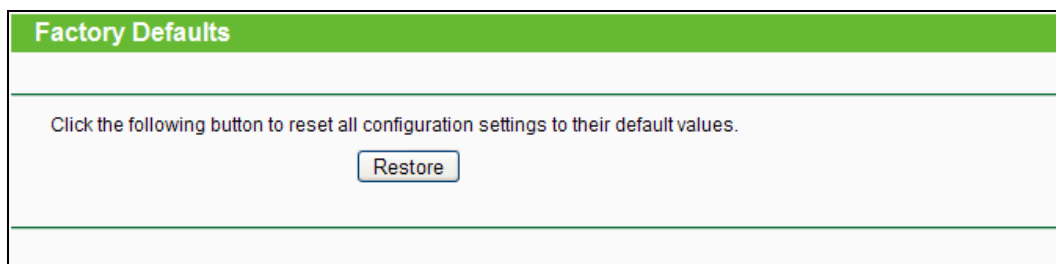 Factory Defaults
Click the following button to reset all configuration settings to their default values.
Restore